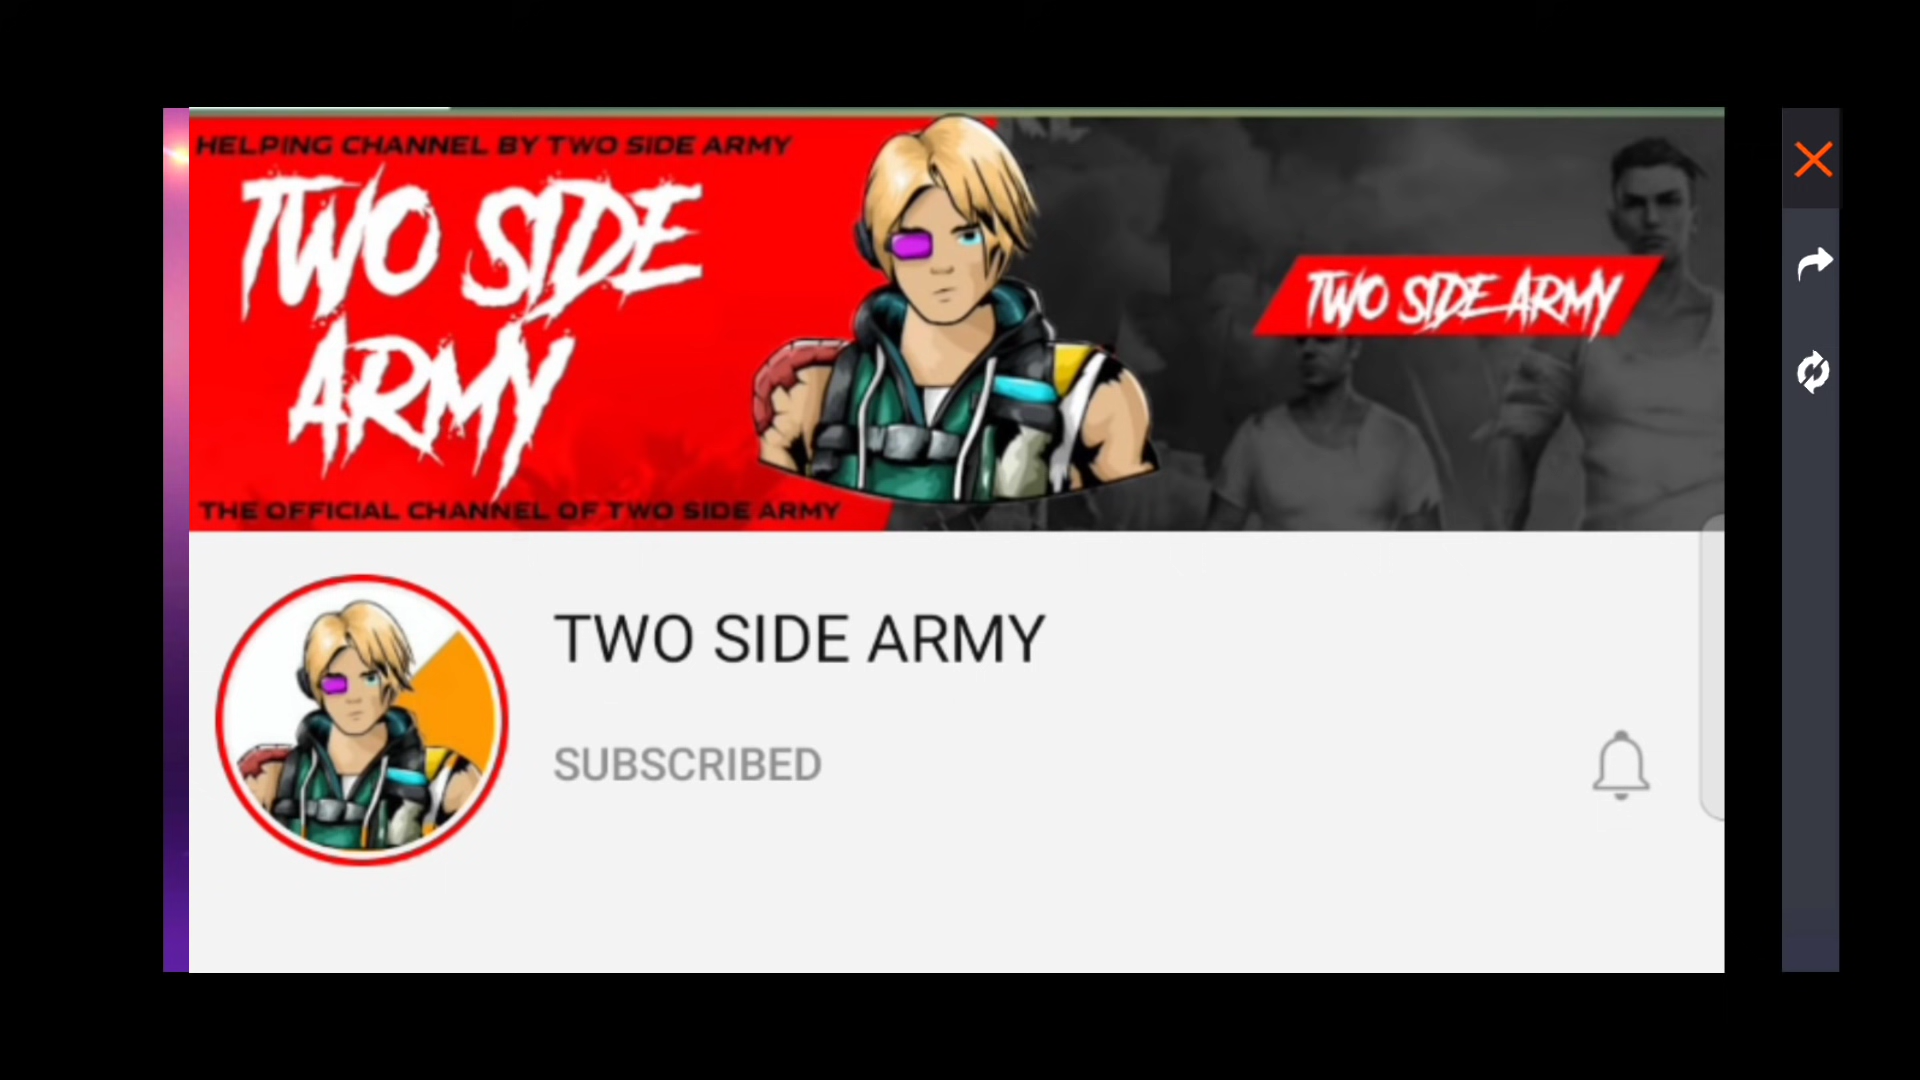 HELPING CHANNEL BY TWO SIDE ARMY
TWO SIDE
ARMY
TWO SIDE ARMY
THE OFFICIAL CHANNEL OF TWO SIDE ARMY
TWO SIDE ARMY
SUBSCRIBED